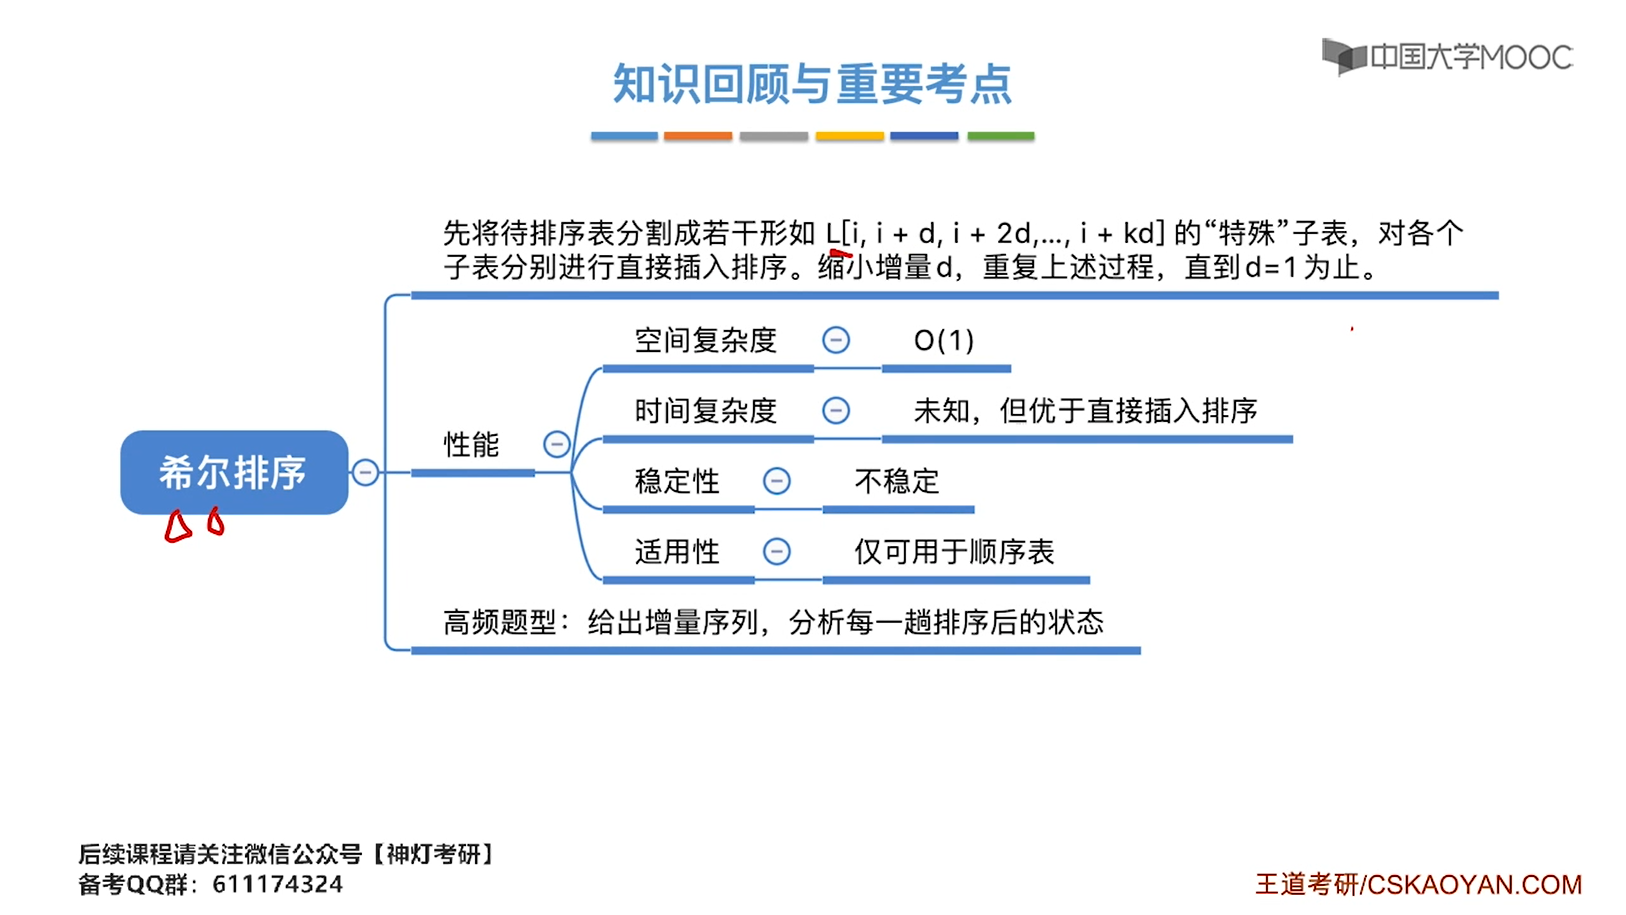 中国大学MOOC
知识回顾与重要考点
先将待排序表分割成若干形如 L[i, i + d, i + 2d,..., i + kd] 的“特殊”子表，对各个
子表分别进行直接插入排序。缩小增量d，重复上述过程，直到d=1为止。
空间复杂度
O(1)
时间复杂度
未知，但优于直接插入排序
性能
希尔排序
稳定性
不稳定
适用性
仅可用于顺序表
高频题型：给出增量序列，分析每一趟排序后的状态
后续课程请关注微信公众号【神灯考研】
备考QQ群：611174324
王道考研/CSKAOYAN.COM